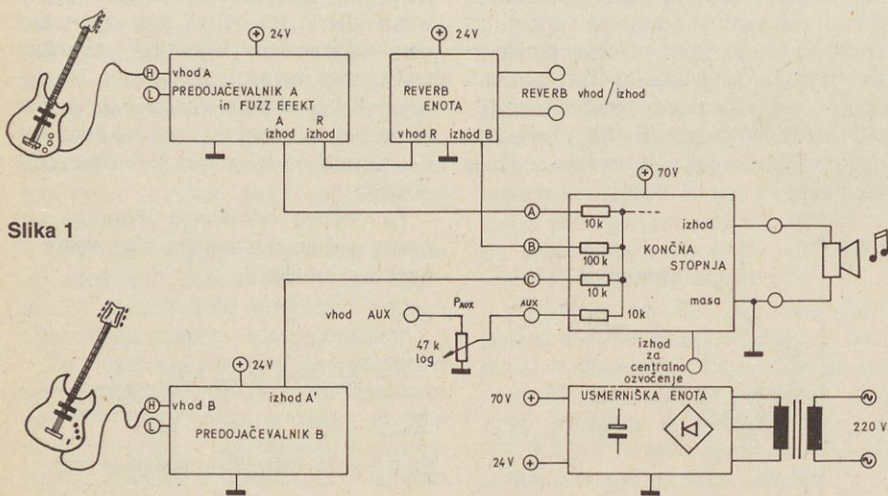 24V
24V
H
vhod A
L
PREDOJAČEVALNIK A
in FUZZ EFEKT
A
izhod
R
izhod
REVERB
ENOTA
REVERB vhod/izhod
vhod R
izhod B
Slika 1
70V
A
10k
B
100k
C
10k
AUX
10k
izhod
KONČNA
STOPNJA
masa
vhod AUX
PAUX
47 k
log
izhod
za
centralno
ozvočenje
24V
H
vhod B
L
izhod A'
PREDOJAČEVALNIK B
70V
24V
USMERNIŠKA ENOTA
220 V